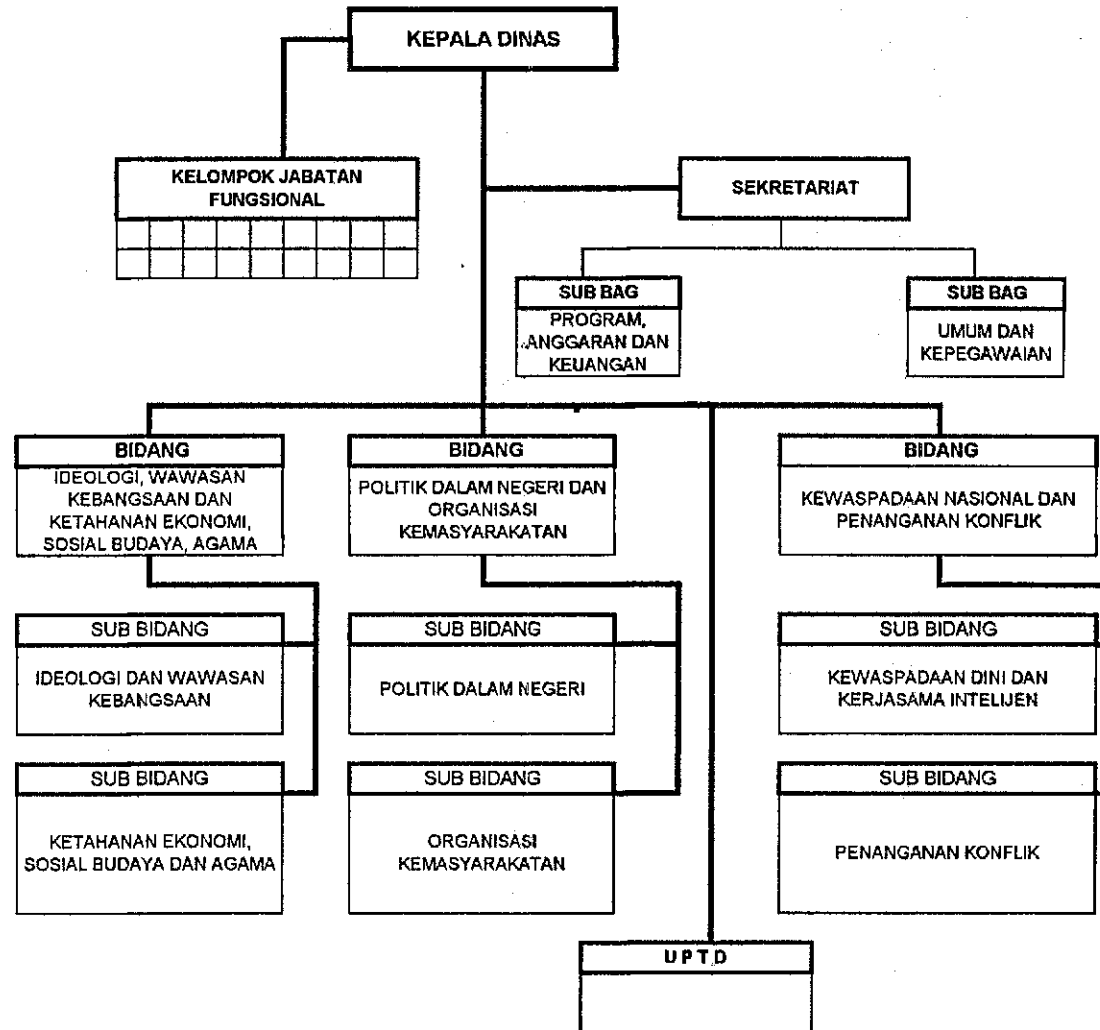 KEPALA DINAS
KELOMPOK JABATAN
FUNGSIONAL
SEKRETARIAT
SUB BAG
PROGRAM,
ANGGARAN DAN
KEUANGAN
SUB BAG
UMUM DAN
KEPEGAWAIAN
BIDANG
IDEOLOGI, WAWASAN
KEBANGSAAN DAN
KETAHANAN EKONOMI,
SOSIAL BUDAYA, AGAMA
BIDANG
POLITIK DALAM NEGERI DAN
ORGANISASI
KEMASYARAKATAN
BIDANG
KEWASPADAAN NASIONAL DAN
PENANGANAN KONFLIK
SUB BIDANG
IDEOLOGI DAN WAWASAN
KEBANGSAAN
SUB BIDANG
POLITIK DALAM NEGERI
SUB BIDANG
KEWASPADAAN DINI DAN
KERJASAMA INTELIJEN
SUB BIDANG
KETAHANAN EKONOMI,
SOSIAL BUDAYA DAN AGAMA
SUB BIDANG
ORGANISASI
KEMASYARAKATAN
SUB BIDANG
PENANGANAN KONFLIK
U P T D